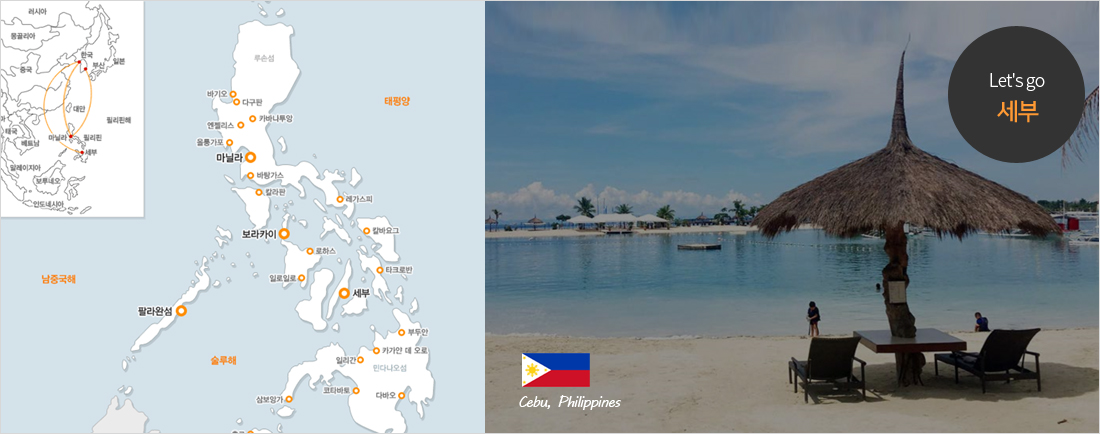 러시아
몽골리아
한국
일본
중국
부산
대만
필리핀해
태국
마닐라
필리핀
베트남
세부
말레이지아
보루네오
인도네시아
루손섬
태평양
바기오
다구판
카바나투앙
엔젤리스
올롱가포
마닐라
바탕가스
칼라판
레가스피
보라카이
칼바요그
로하스
타크로반
일로일로
남중국해
세부
팔라완섬
부두안
술루해
카가얀 데 오로
일리간
민다나오섬
코타바토
다바오
삼보잉가
Let's go
세부
Cebu, Philippines